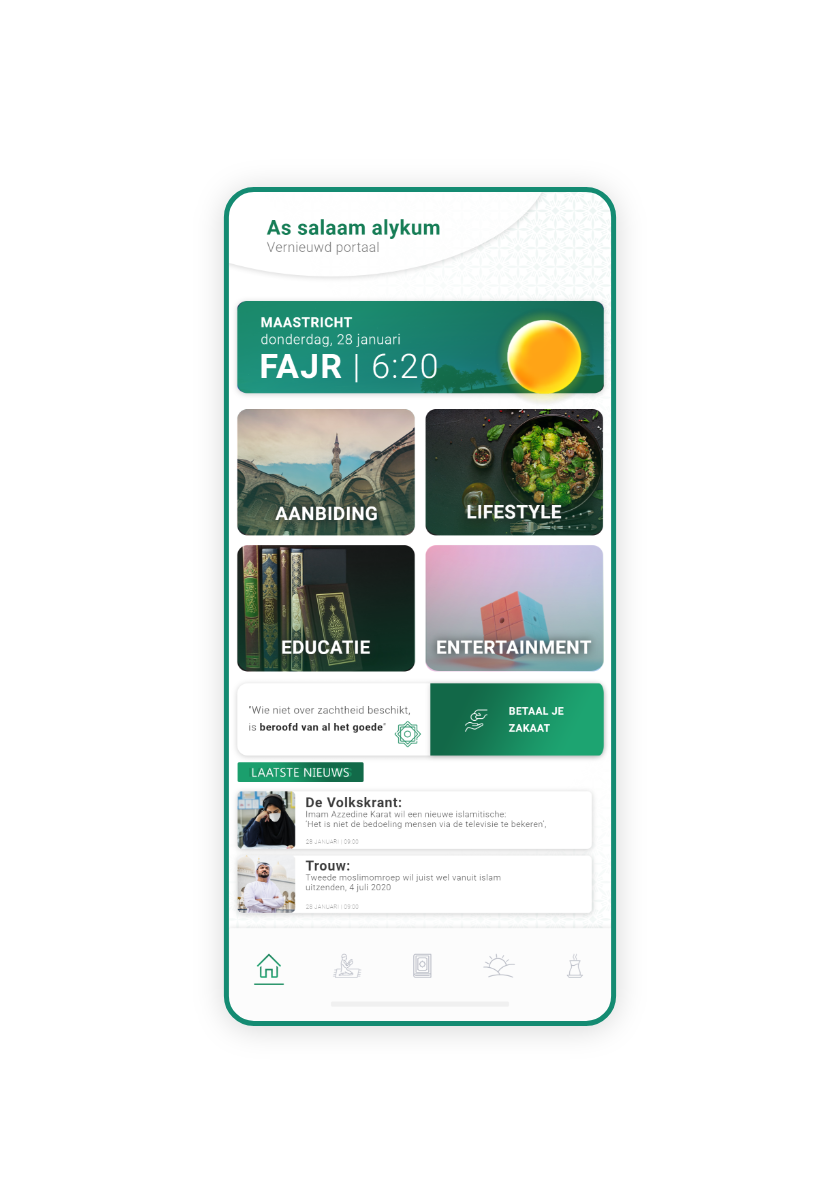 As salaam alykum
Vernieuwd portaal
MAASTRICHT
donderdag, 28 januari
FAJR | 6:20
AANBIDING
LIFESTYLE
EDUCATIE
ENTERTAINMENT
"Wie niet over zachtheid beschikt,
is beroofd van al het goede"
BETAAL JE
ZAKAAT
LAATSTE NIEUWS
De Volkskrant:
Imam Azzedine Karat wil een nieuwe islamitische:
'Het is niet de bedoeling mensen via de televisie te bekeren',
28 JANUARI | 09:00
Trouw:
Tweede moslimomroep wil juist wel vanuit islam
uitzenden, 4 juli 2020
28 JANUARI | 09:00